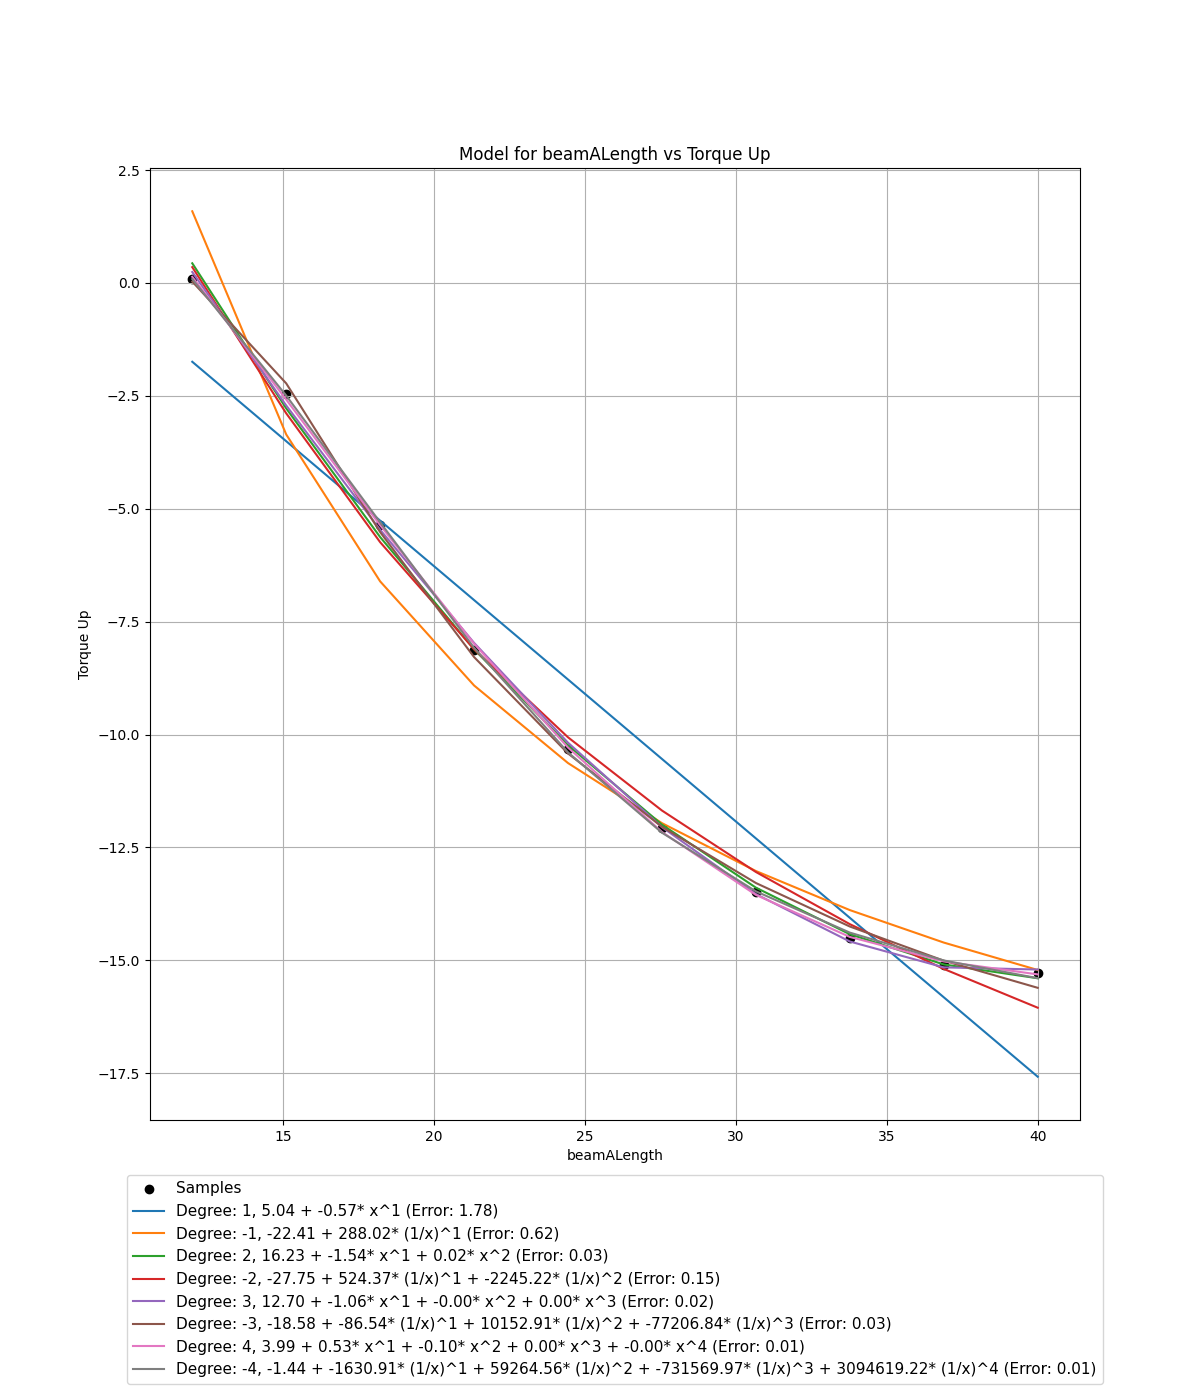 Model for beamALength vs Torque Up
2.5
0.0
−2.5
−5.0
−7.5
−10.0
−12.5
−15.0
−17.5
Torque Up
15
20
25
30
35
40
beamALength
Samples
Degree: 1, 5.04 + -0.57* x^1 (Error: 1.78)
Degree: -1, -22.41 + 288.02* (1/x)^1 (Error: 0.62)
Degree: 2, 16.23 + -1.54* x^1 + 0.02* x^2 (Error: 0.03)
Degree: -2, -27.75 + 524.37* (1/x)^1 + -2245.22* (1/x)^2 (Error: 0.15)
Degree: 3, 12.70 + -1.06* x^1 + -0.00* x^2 + 0.00* x^3 (Error: 0.02)
Degree: -3, -18.58 + -86.54* (1/x)^1 + 10152.91* (1/x)^2 + -77206.84* (1/x)^3 (Error: 0.03)
Degree: 4, 3.99 + 0.53* x^1 + -0.10* x^2 + 0.00* x^3 + -0.00* x^4 (Error: 0.01)
Degree: -4, -1.44 + -1630.91* (1/x)^1 + 59264.56* (1/x)^2 + -731569.97* (1/x)^3 + 3094619.22* (1/x)^4 (Error: 0.01)